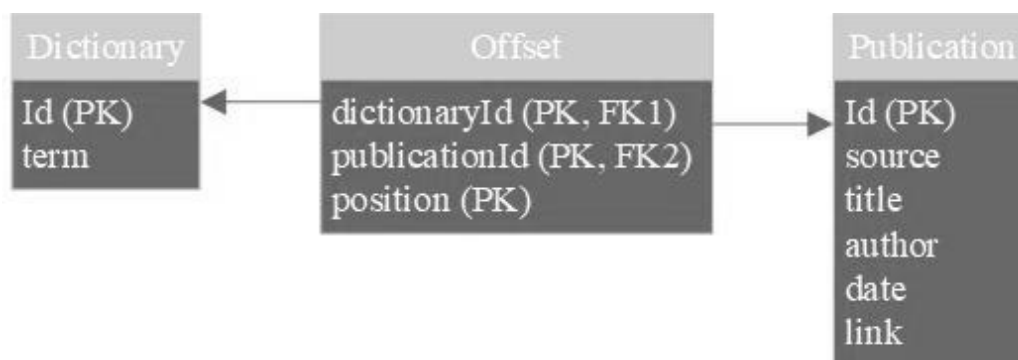 Dictionary
Id (PK)
term
Offset
dictionaryId (PK, FK1)
publicationId (PK, FK2)
position (PK)
Publication
Id (PK)
source
title
author
date
link